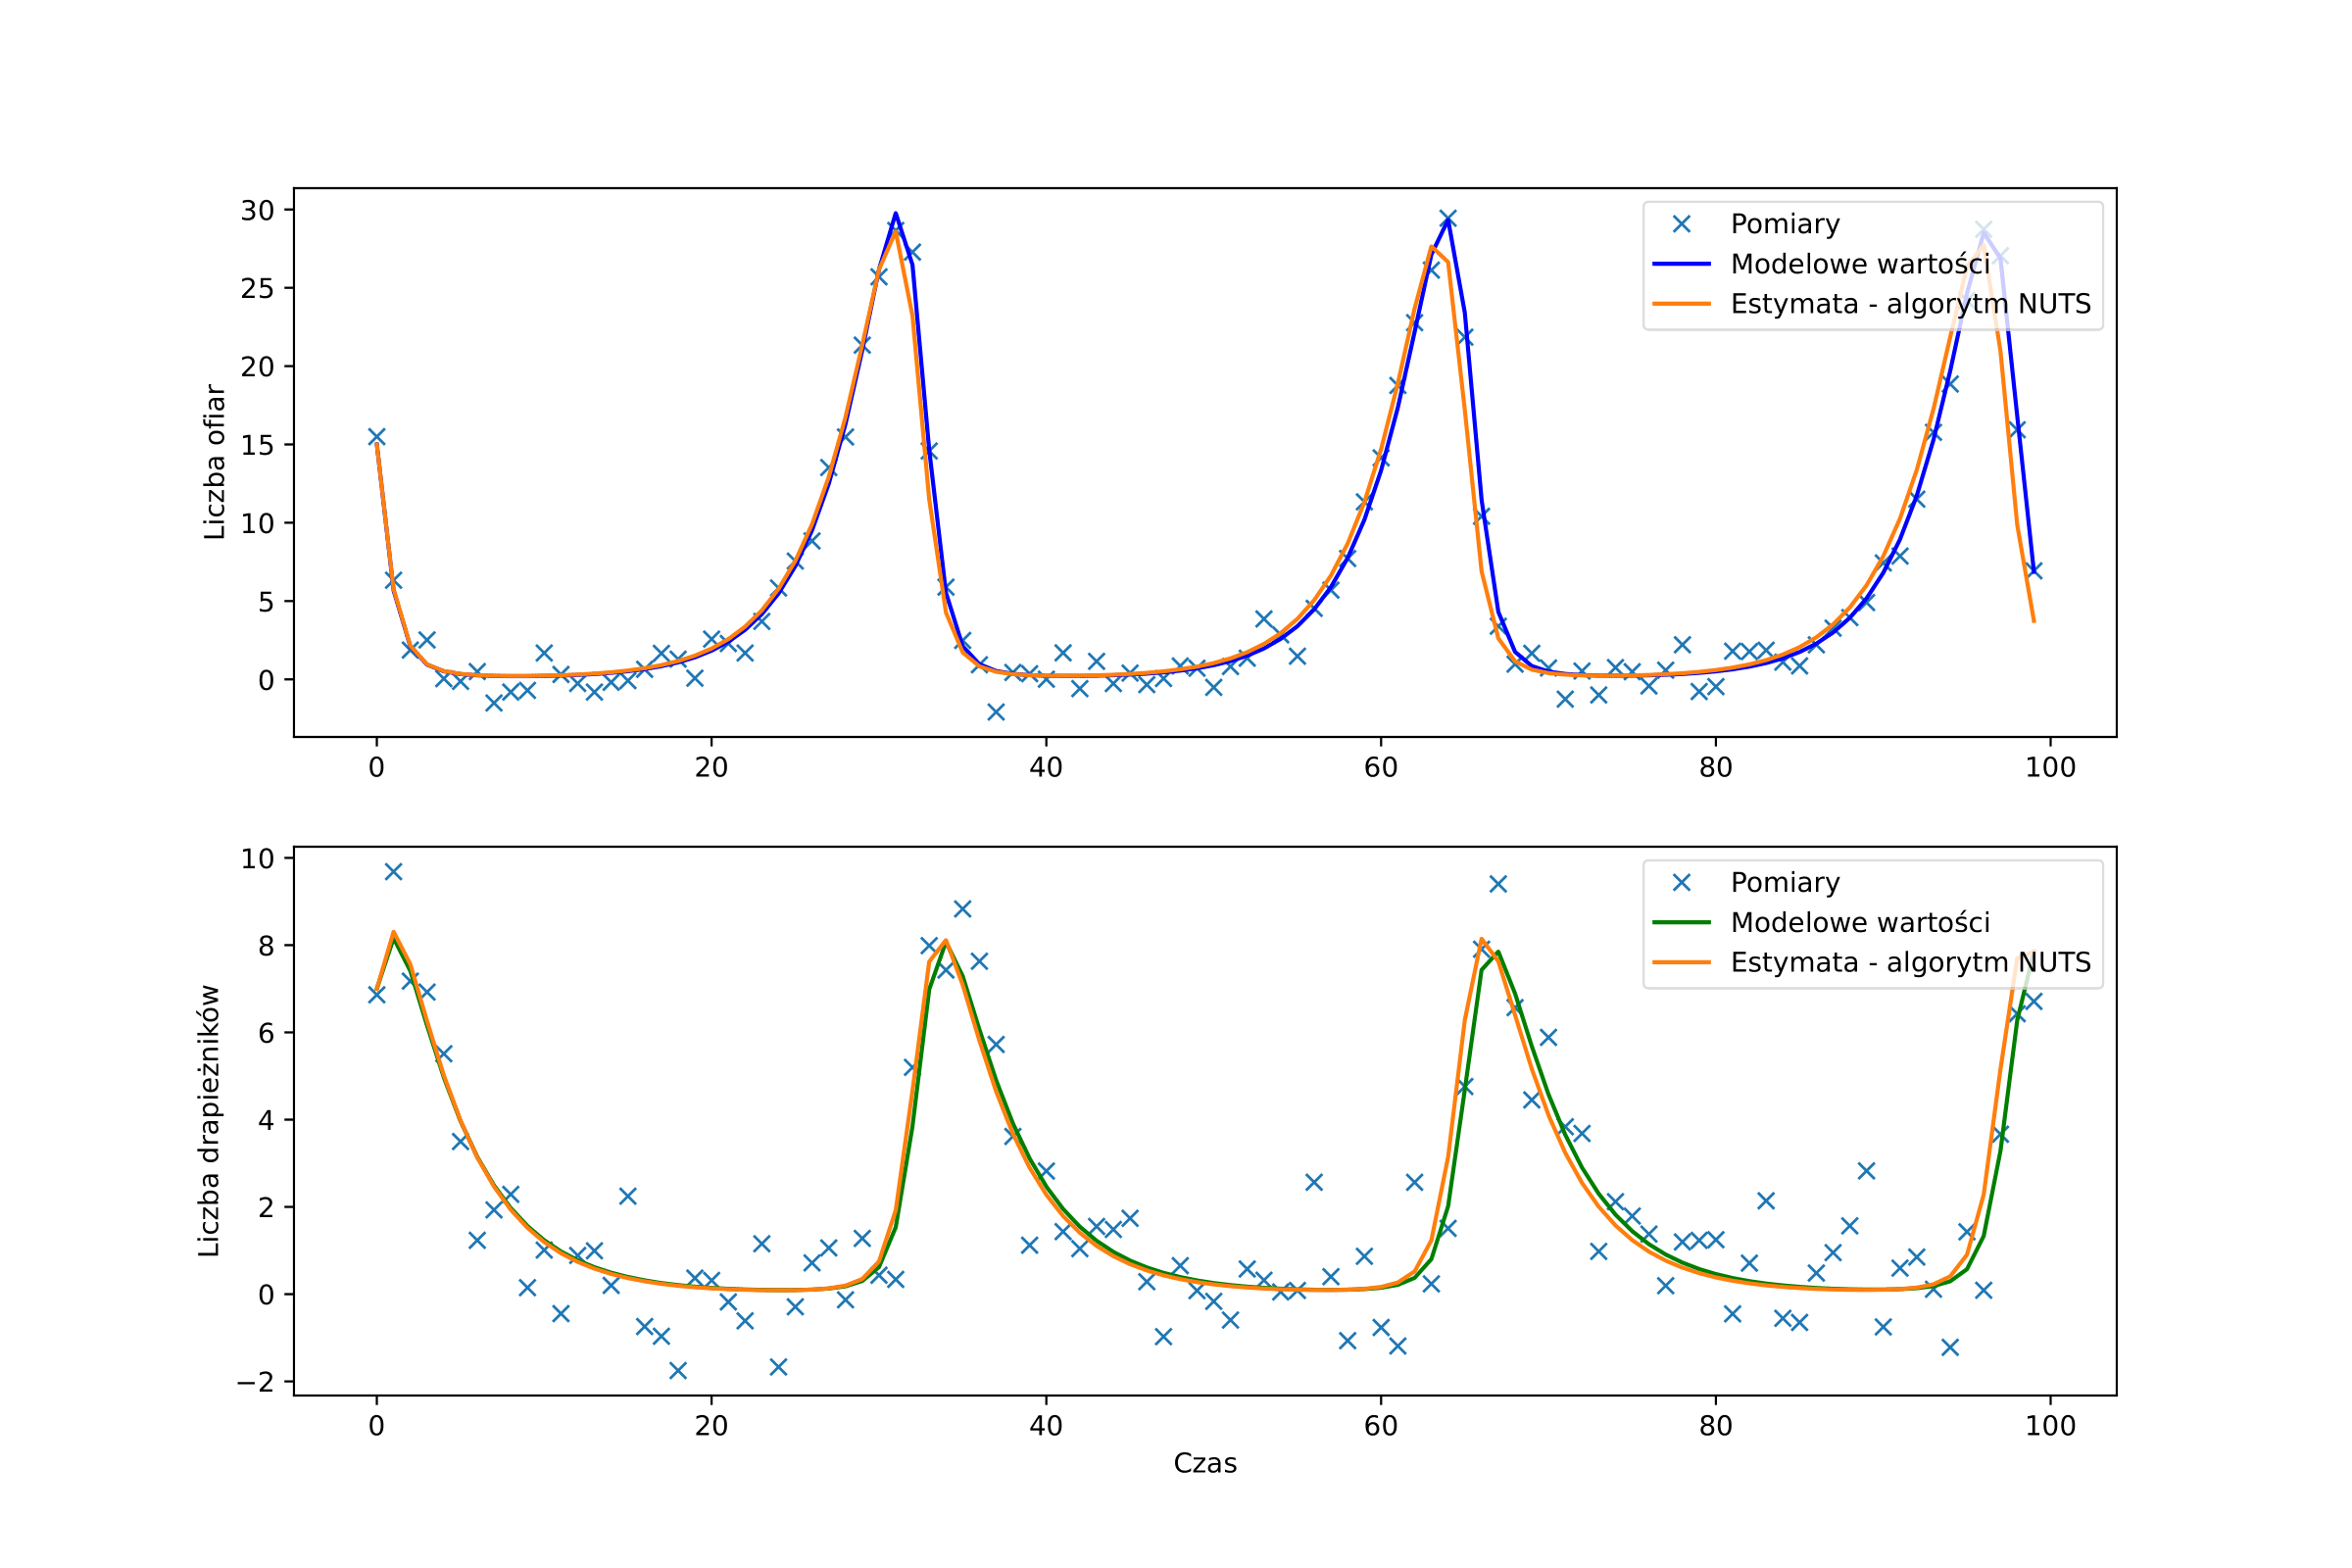 30
25
20
15
10
5
0
Liczba ofiar
Pomiary
Modelowe wartości
Estymata - algorytm NUTS
0 20 40 60 80 100
10
8
6
4
2
0
−2
Liczba drapieżników
Pomiary
Modelowe wartości
Estymata - algorytm NUTS
0 20 40 60 80 100
Czas